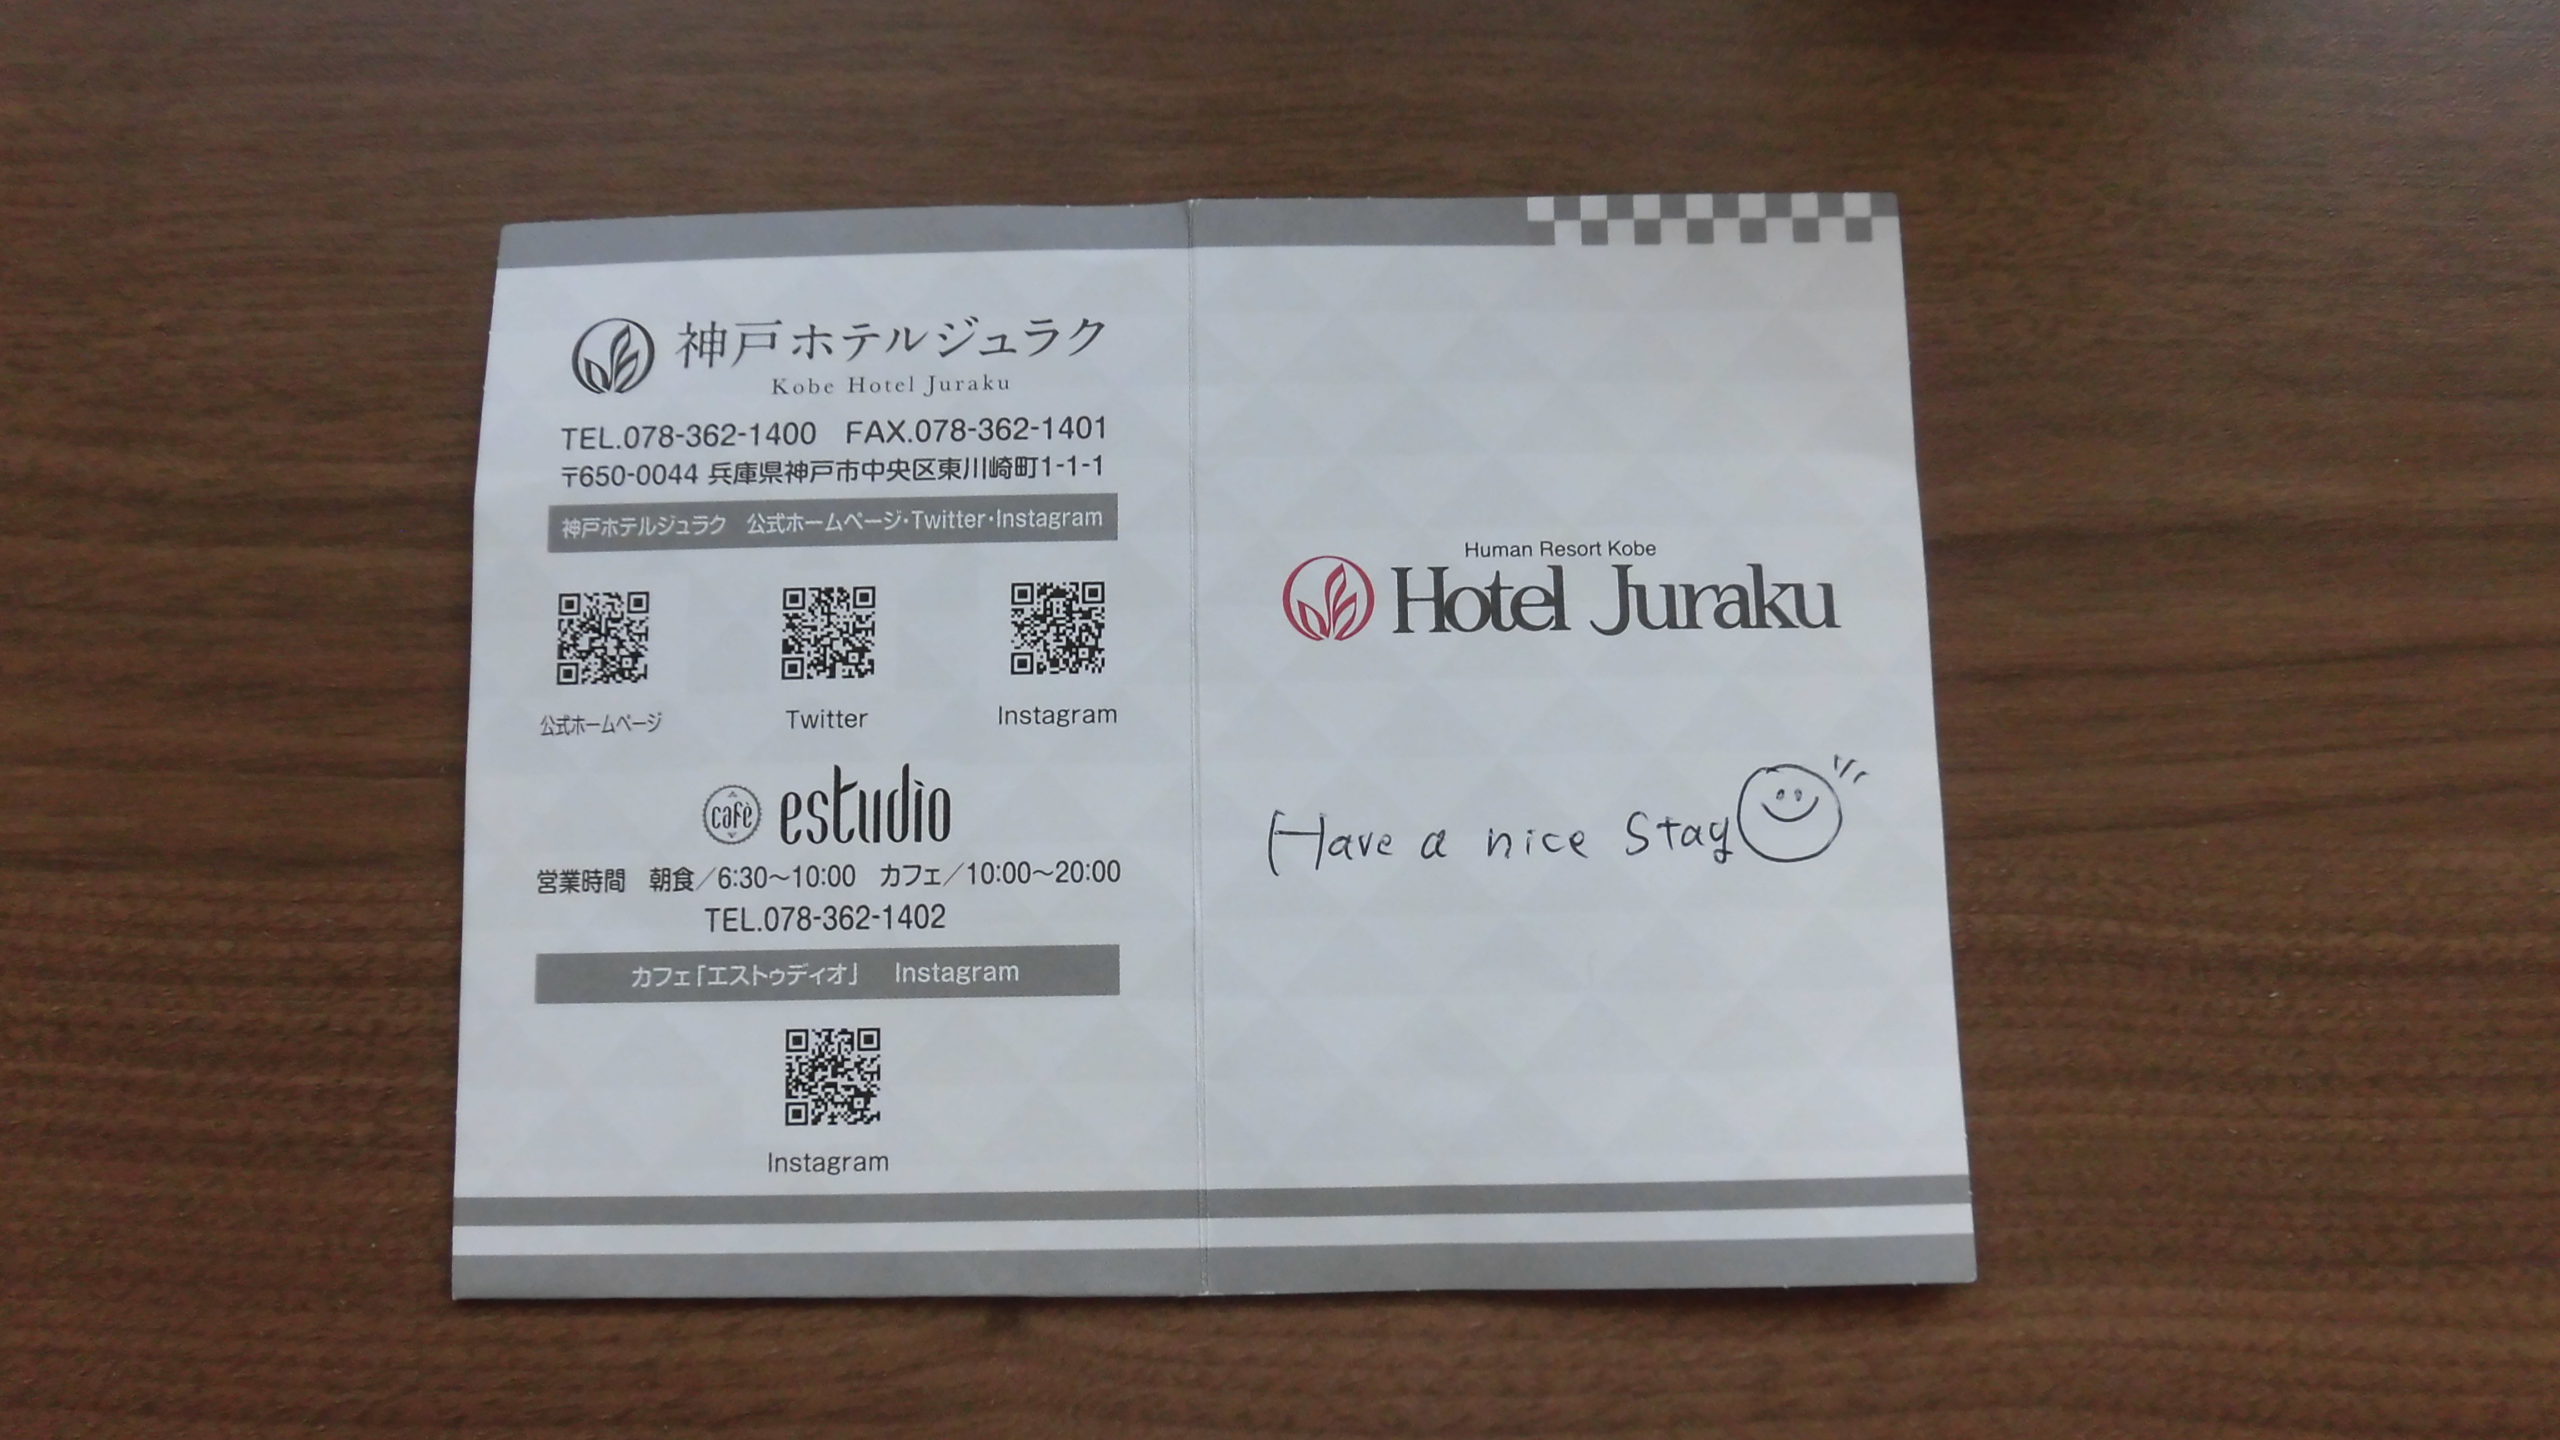 神戸ホテルジュラク
Kobe Hotel Juraku
TEL.078-362-1400 FAX.078-362-1401
〒650-0044 兵庫県神戸市中央区東川崎町1-1-1
神戸ホテルジュラク 公式ホームページ・Twitter・Instagram
公式ホームページ Twitter Instagram
café estudio
営業時間 朝食/6:30〜10:00 カフェ/10:00〜20:00
TEL.078-362-1402
カフェ「エストゥディオ」 Instagram
Instagram
Human Resort Kobe
Hotel Juraku
Have a nice Stay